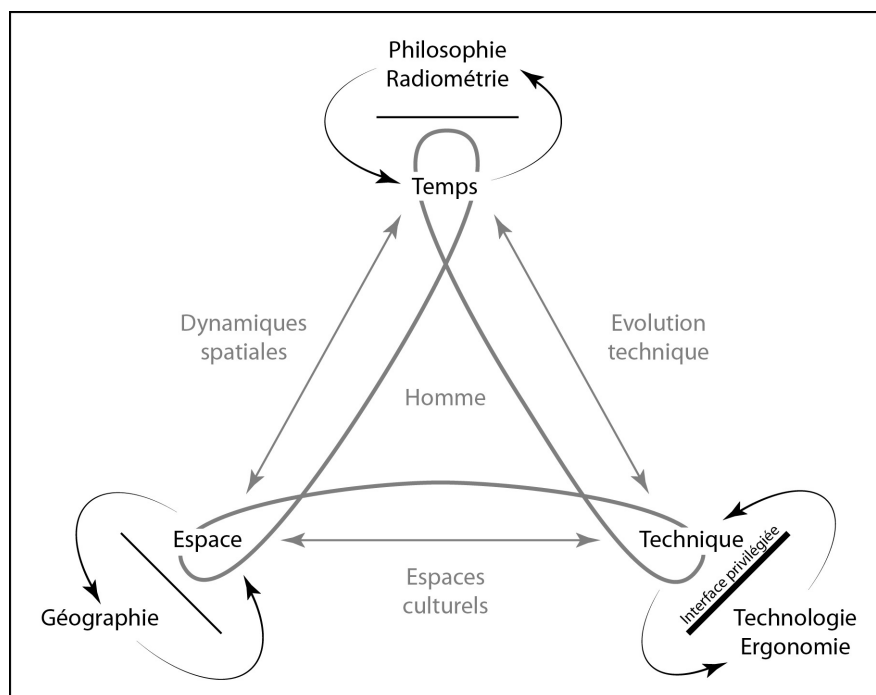 Philosophie
Radiométrie
Temps
Dynamiques
spatiales
Evolution
technique
Homme
Espace
Technique
Géographie
Espaces
culturels
Interface privilégiée
Technologie
Ergonomie